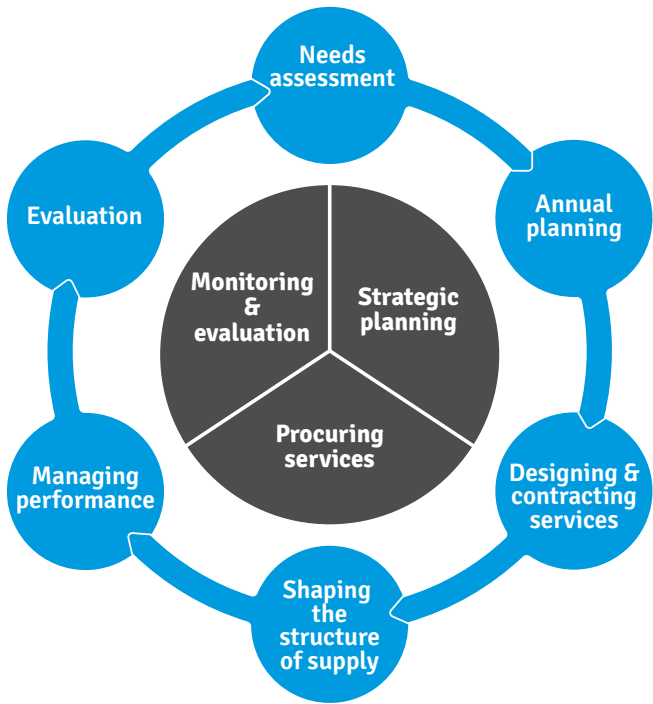 Needs
assessment
Annual
planning
Designing &
contracting
services
Shaping
the
structure
of supply
Managing
performance
Evaluation
Monitoring
&
evaluation
Strategic
planning
Procuring
services